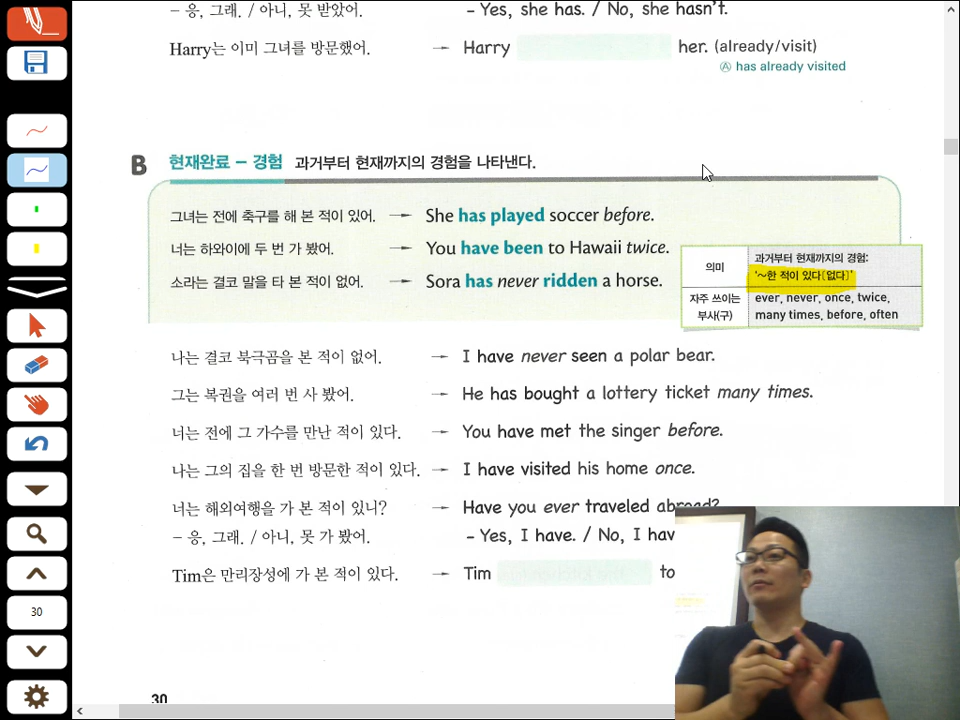 - 응, 그래. / 아니, 못 받았어. - Yes, she has. / No, she hasn't.
Harry는 이미 그녀를 방문했어. → Harry her. (already/visit)
Ⓐ has already visited
B 현재완료 – 경험 과거부터 현재까지의 경험을 나타낸다.
그녀는 전에 축구를 해 본 적이 있어. → She has played soccer before.
너는 하와이에 두 번 가 봤어. → You have been to Hawaii twice.
소라는 결코 말을 타 본 적이 없어. → Sora has never ridden a horse.
의미 과거부터 현재까지의 경험:
'~한 적이 있다[없다]'
자주 쓰이는 ever, never, once, twice,
부사(구) many times, before, often
나는 결코 북극곰을 본 적이 없어. → I have never seen a polar bear.
그는 복권을 여러 번 사 봤어. → He has bought a lottery ticket many times.
너는 전에 그 가수를 만난 적이 있다. → You have met the singer before.
나는 그의 집을 한 번 방문한 적이 있다. → I have visited his home once.
너는 해외여행을 가 본 적이 있니? → Have you ever traveled abroad?
- 응, 그래. / 아니, 못 가 봤어. - Yes, I have. / No, I hav
Tim은 만리장성에 가 본 적이 있다. → Tim to
30
30